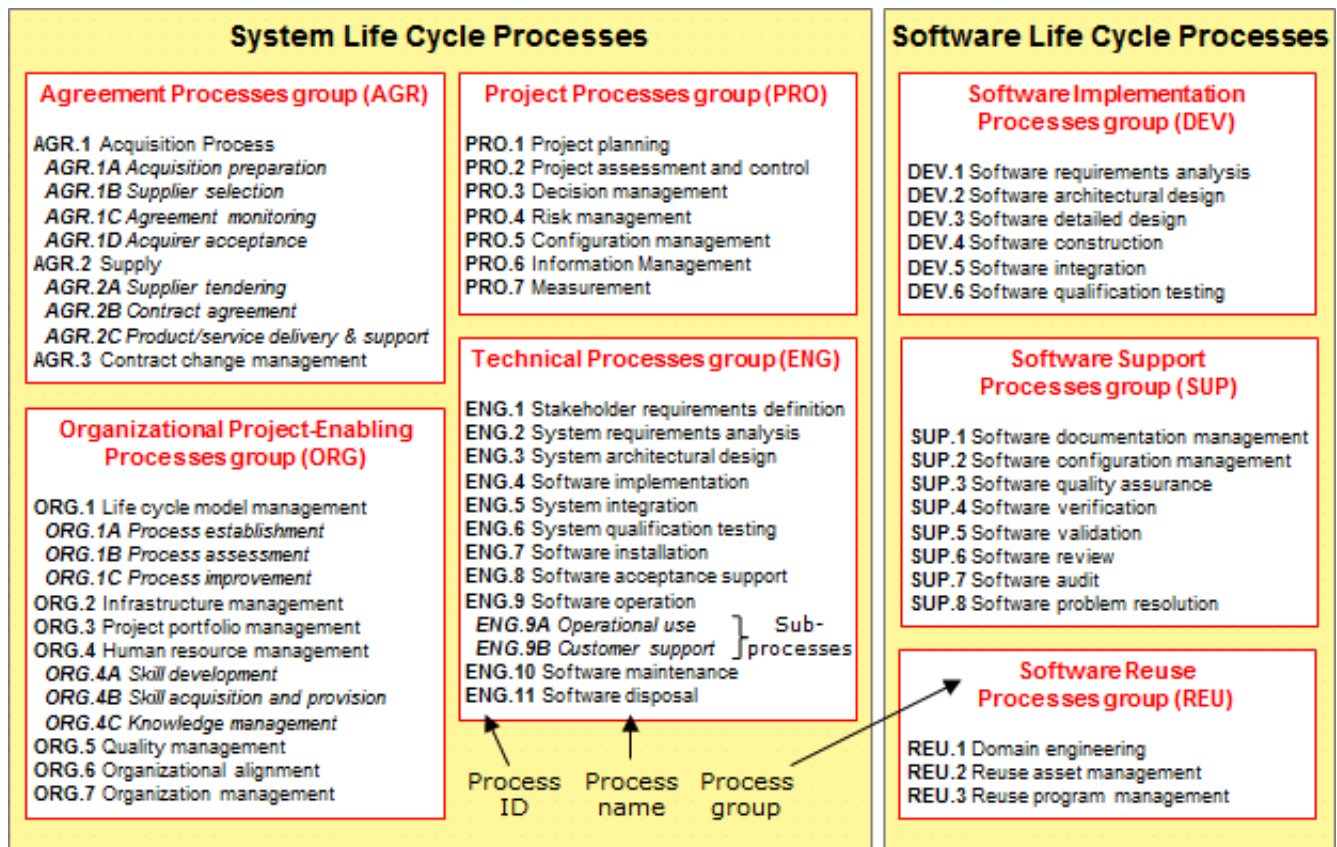 System Life Cycle Processes
Agreement Processes group (AGR)
AGR.1 Acquisition Process
AGR.1A Acquisition preparation
AGR.1B Supplier selection
AGR.1C Agreement monitoring
AGR.1D Acquirer acceptance
AGR.2 Supply
AGR.2A Supplier tendering
AGR.2B Contract agreement
AGR.2C Product/service delivery & support
AGR.3 Contract change management
Organizational Project-Enabling
Processes group (ORG)
ORG.1 Life cycle model management
ORG.1A Process establishment
ORG.1B Process assessment
ORG.1C Process improvement
ORG.2 Infrastructure management
ORG.3 Project portfolio management
ORG.4 Human resource management
ORG.4A Skill development
ORG.4B Skill acquisition and provision
ORG.4C Knowledge management
ORG.5 Quality management
ORG.6 Organizational alignment
ORG.7 Organization management
Project Processes group (PRO)
PRO.1 Project planning
PRO.2 Project assessment and control
PRO.3 Decision management
PRO.4 Risk management
PRO.5 Configuration management
PRO.6 Information Management
PRO.7 Measurement
Technical Processes group (ENG)
ENG.1 Stakeholder requirements definition
ENG.2 System requirements analysis
ENG.3 System architectural design
ENG.4 Software implementation
ENG.5 System integration
ENG.6 System qualification testing
ENG.7 Software installation
ENG.8 Software acceptance support
ENG.9 Software operation
ENG.9A Operational use
ENG.9B Customer support
Sub-
processes
ENG.10 Software maintenance
ENG.11 Software disposal
Process
ID
Process
name
Process
group
Software Life Cycle Processes
Software Implementation
Processes group (DEV)
DEV.1 Software requirements analysis
DEV.2 Software architectural design
DEV.3 Software detailed design
DEV.4 Software construction
DEV.5 Software integration
DEV.6 Software qualification testing
Software Support
Processes group (SUP)
SUP.1 Software documentation management
SUP.2 Software configuration management
SUP.3 Software quality assurance
SUP.4 Software verification
SUP.5 Software validation
SUP.6 Software review
SUP.7 Software audit
SUP.8 Software problem resolution
Software Reuse
Processes group (REU)
REU.1 Domain engineering
REU.2 Reuse asset management
REU.3 Reuse program management